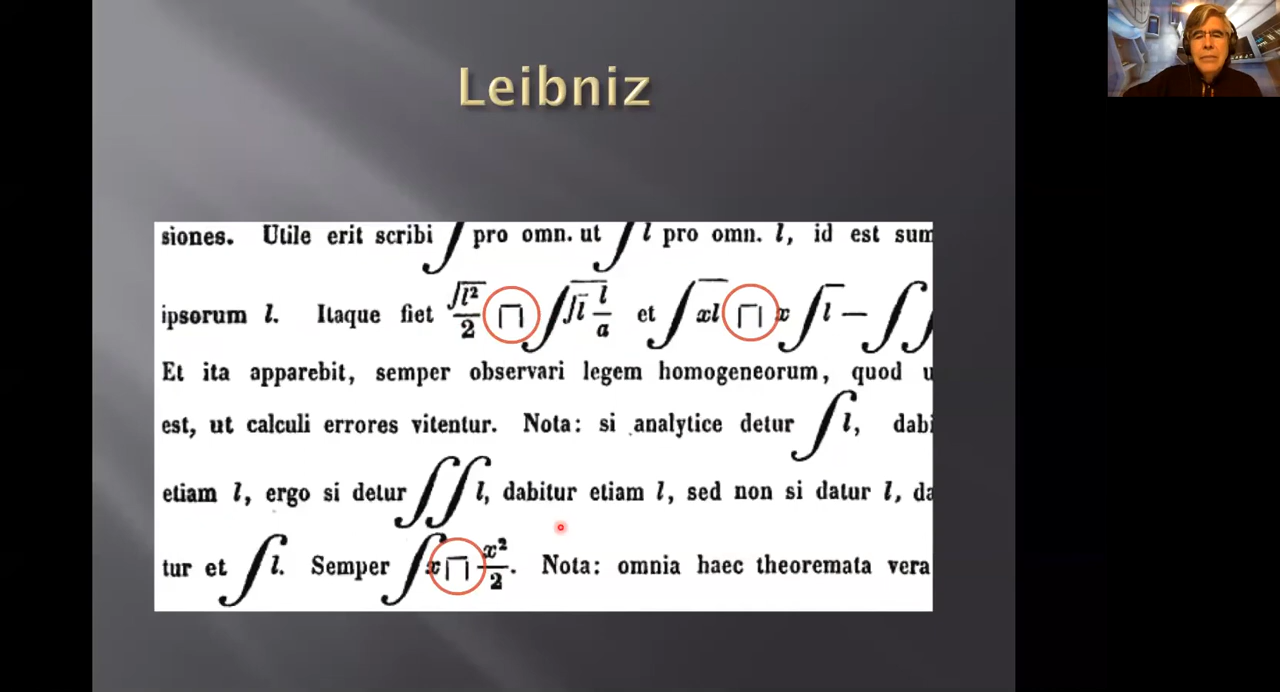 Leibniz
siones. Utile erit scribi ∫ pro omn. ut ∫ l pro omn. l, id est sum
ipsorum l. Itaque fiet ∫l̅²/2 ⊓ ∫ ∫l̅ l/a et ∫ x̅l̅ ⊓ x ∫ l̅ − ∫∫
Et ita apparebit, semper observari legem homogeneorum, quod u
est, ut calculi errores vitentur. Nota: si analytice detur ∫ l, dabi
etiam l, ergo si detur ∫∫ l, dabitur etiam l, sed non si datur l, da
tur et ∫ l. Semper ∫ x ⊓ x²/2. Nota: omnia haec theoremata vera